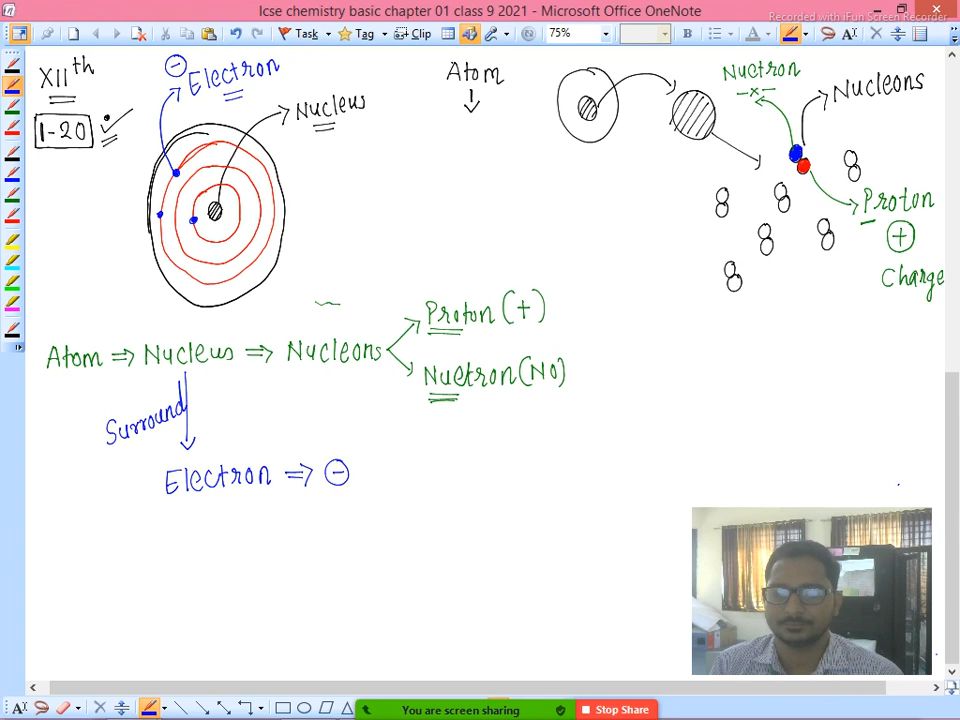 Icse chemistry basic chapter 01 class 9 2021 - Microsoft Office OneNote
Recorded with iFun Screen Recorder
Task
Tag
Clip
75%
B
A
XIIth
1-20
Electron
Nucleus
Atom
Nuctron
-x-
Nucleons
Proton
+
Charge
Atom ⇒ Nucleus ⇒ Nucleons
Proton (+)
Nuctron (NO)
Surround
Electron ⇒ −
You are screen sharing
Stop Share